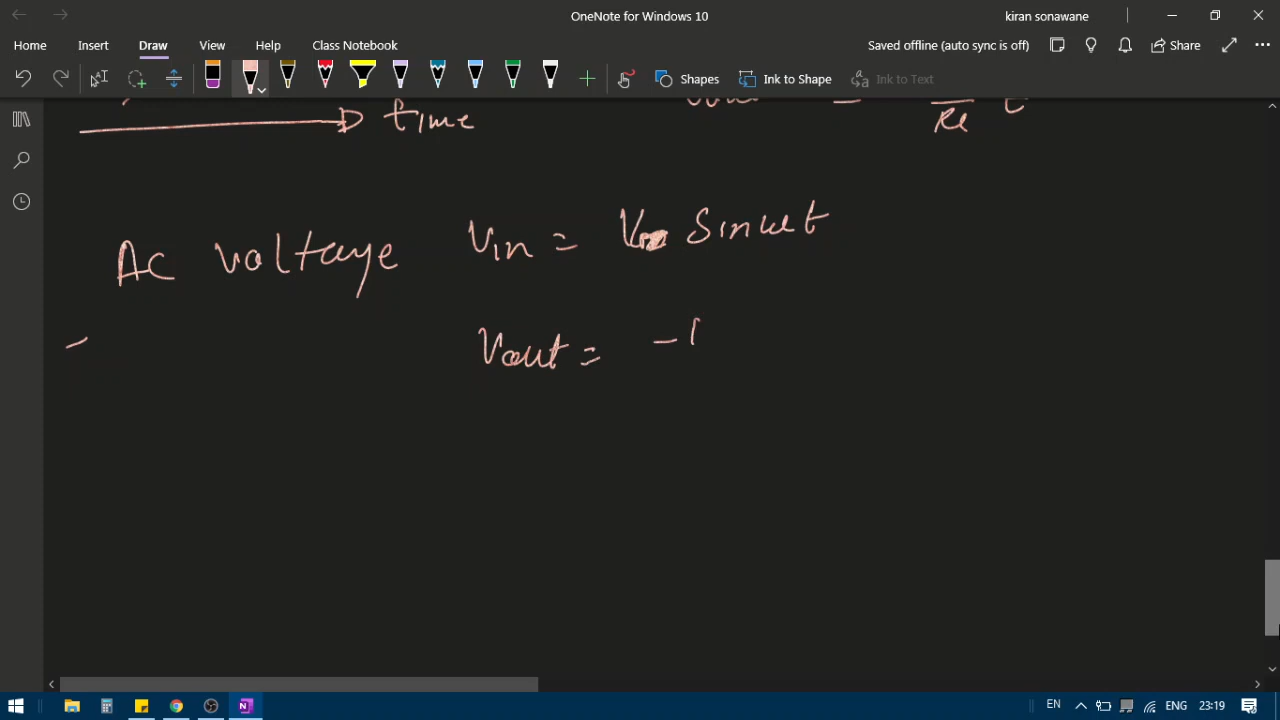 OneNote for Windows 10
kiran sonawane
Home Insert Draw View Help Class Notebook
Saved offline (auto sync is off) Share
Shapes Ink to Shape Ink to Text
time
AC voltage Vin = Vm Sinwt
Vout = -
EN ENG 23:19